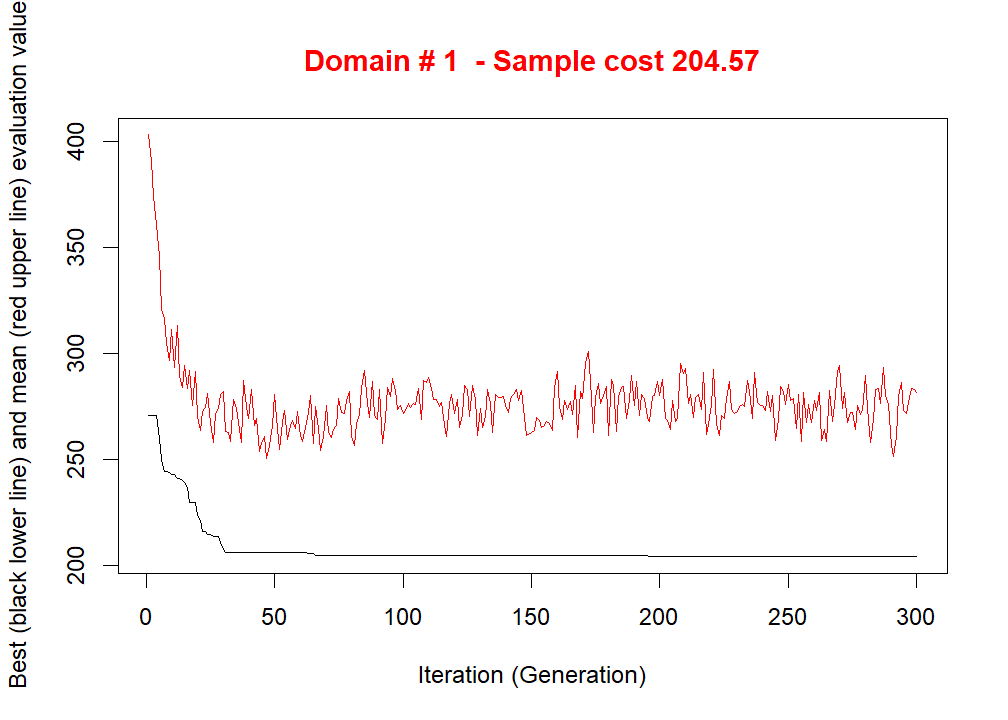 Domain # 1  - Sample cost 204.57
Best (black lower line) and mean (red upper line) evaluation value
400
350
300
250
200
0 50 100 150 200 250 300
Iteration (Generation)